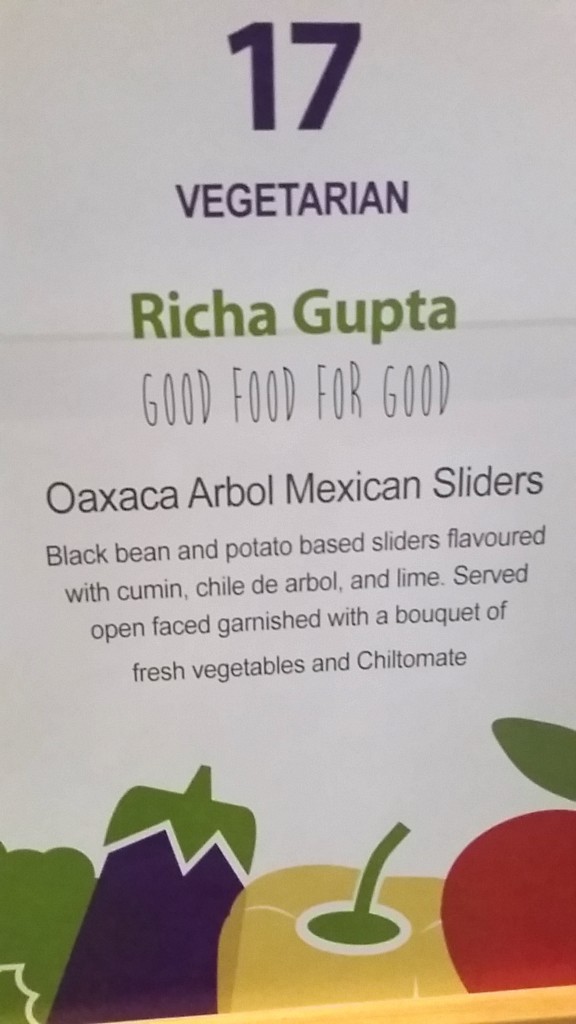 17
VEGETARIAN
Richa Gupta
GOOD FOOD FOR GOOD
Oaxaca Arbol Mexican Sliders
Black bean and potato based sliders flavoured
with cumin, chile de arbol, and lime. Served
open faced garnished with a bouquet of
fresh vegetables and Chiltomate